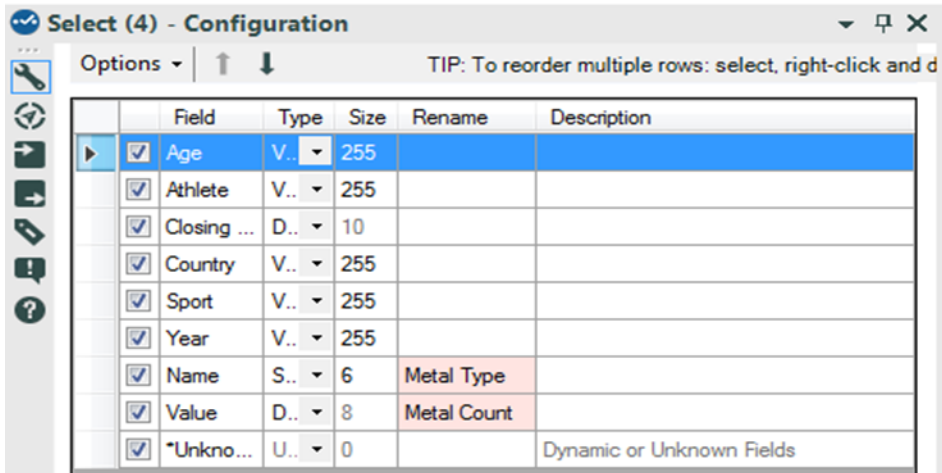 Select (4) - Configuration
Options TIP: To reorder multiple rows: select, right-click and d
Field Type Size Rename Description
Age V.. 255
Athlete V.. 255
Closing ... D.. 10
Country V.. 255
Sport V.. 255
Year V.. 255
Name S.. 6 Metal Type
Value D.. 8 Metal Count
*Unkno... U.. 0 Dynamic or Unknown Fields